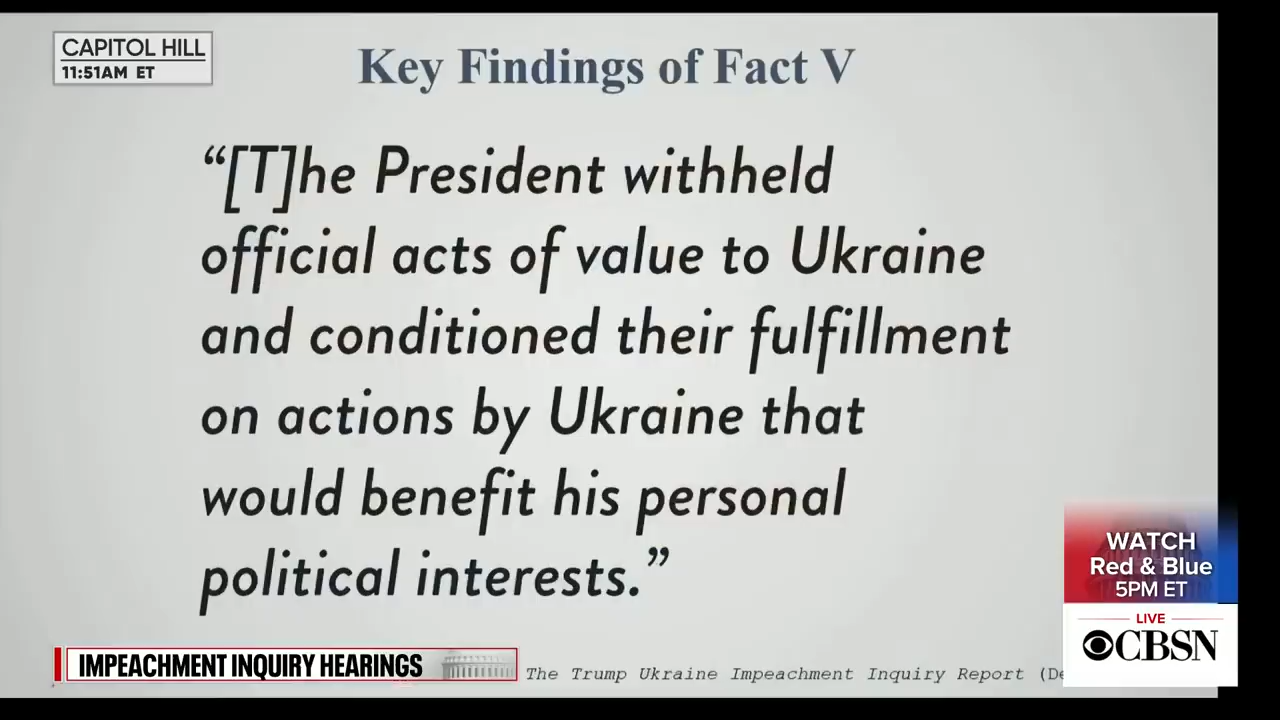 CAPITOL HILL
11:51AM ET
Key Findings of Fact V
“[T]he President withheld
official acts of value to Ukraine
and conditioned their fulfillment
on actions by Ukraine that
would benefit his personal
political interests.”
WATCH
Red & Blue
5PM ET
LIVE
CBSN
IMPEACHMENT INQUIRY HEARINGS
The Trump Ukraine Impeachment Inquiry Report